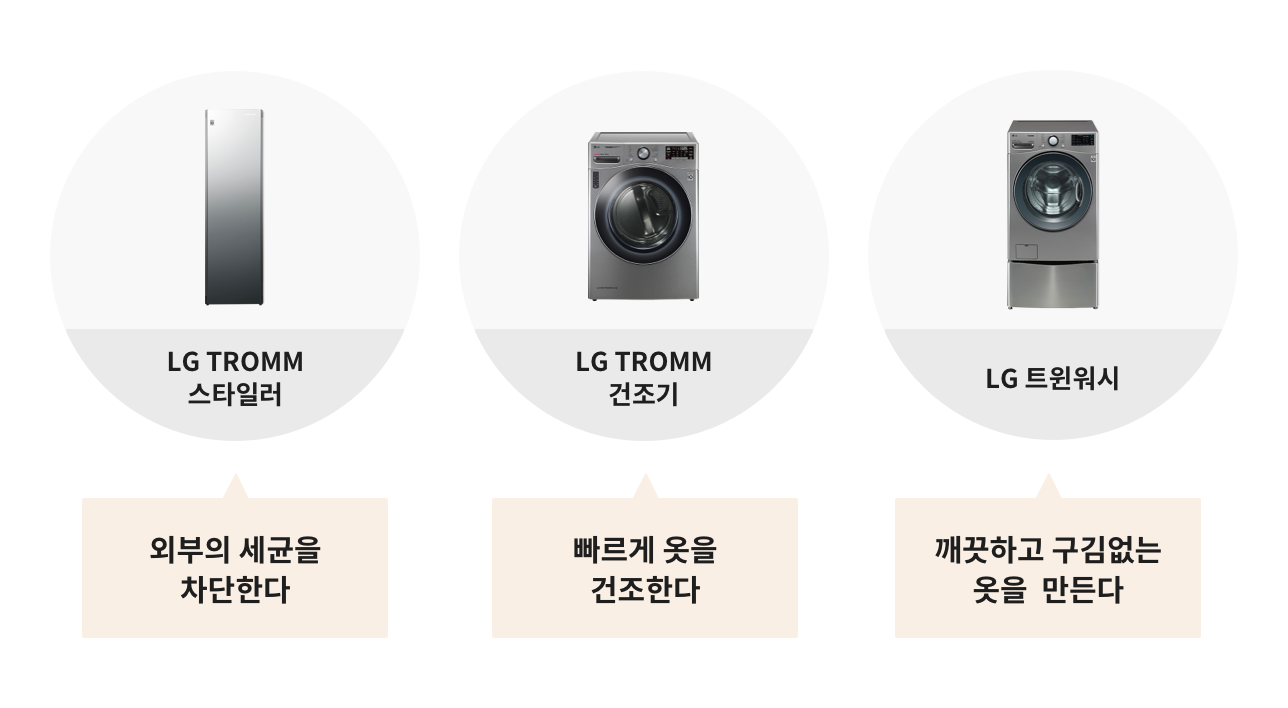 LG TROMM
스타일러
LG TROMM
건조기
LG 트윈워시
외부의 세균을
차단한다
빠르게 옷을
건조한다
깨끗하고 구김없는
옷을 만든다